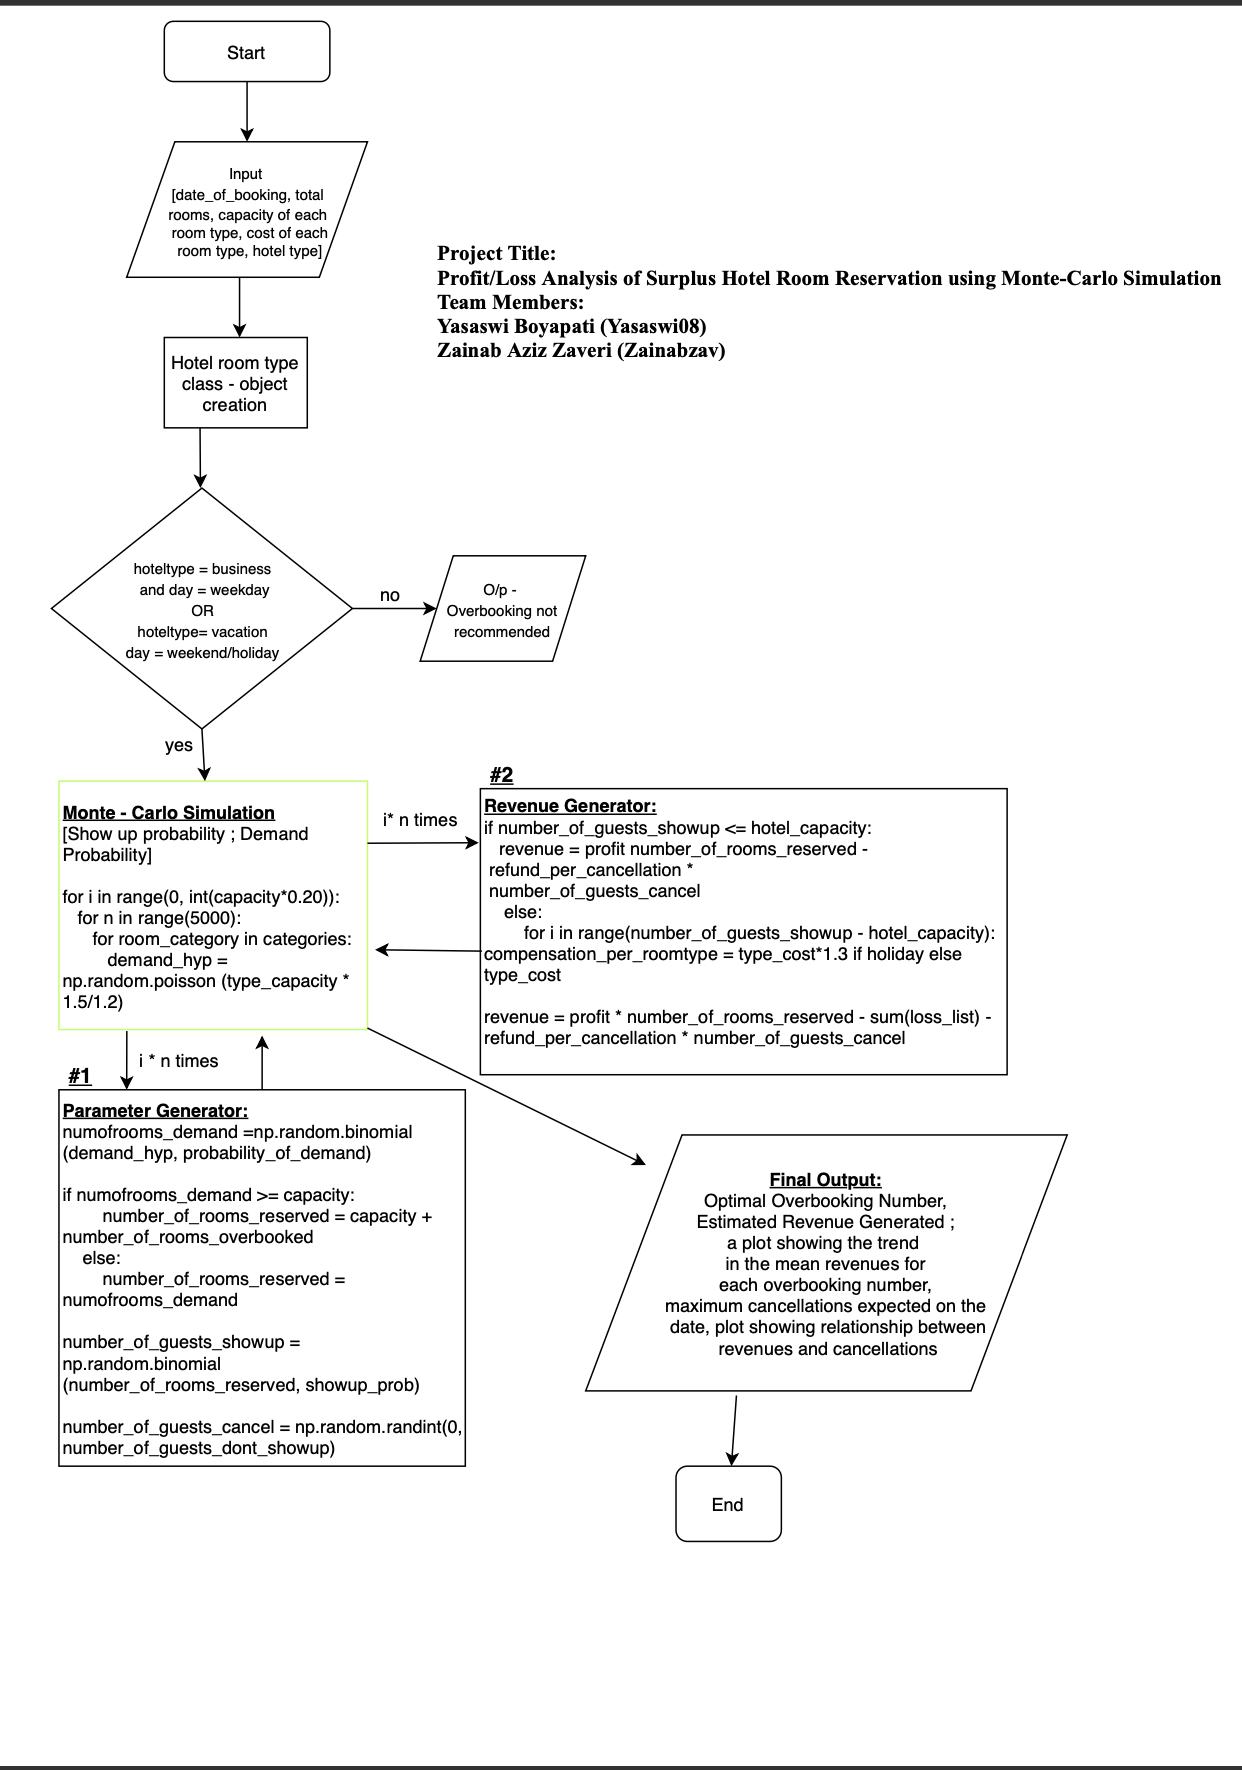 Start
Input
[date_of_booking, total
rooms, capacity of each
room type, cost of each
room type, hotel type]
Project Title:
Profit/Loss Analysis of Surplus Hotel Room Reservation using Monte-Carlo Simulation
Team Members:
Yasaswi Boyapati (Yasaswi08)
Zainab Aziz Zaveri (Zainabzav)
Hotel room type
class - object
creation
hoteltype = business
and day = weekday
OR
hoteltype= vacation
day = weekend/holiday
no
O/p -
Overbooking not
recommended
yes
Monte - Carlo Simulation
[Show up probability ; Demand
Probability]
for i in range(0, int(capacity*0.20)):
for n in range(5000):
for room_category in categories:
demand_hyp =
np.random.poisson (type_capacity *
1.5/1.2)
i* n times
#2
Revenue Generator:
if number_of_guests_showup <= hotel_capacity:
revenue = profit number_of_rooms_reserved -
refund_per_cancellation *
number_of_guests_cancel
else:
for i in range(number_of_guests_showup - hotel_capacity):
compensation_per_roomtype = type_cost*1.3 if holiday else
type_cost
revenue = profit * number_of_rooms_reserved - sum(loss_list) -
refund_per_cancellation * number_of_guests_cancel
i * n times
#1
Parameter Generator:
numofrooms_demand =np.random.binomial
(demand_hyp, probability_of_demand)
if numofrooms_demand >= capacity:
number_of_rooms_reserved = capacity +
number_of_rooms_overbooked
else:
number_of_rooms_reserved =
numofrooms_demand
number_of_guests_showup =
np.random.binomial
(number_of_rooms_reserved, showup_prob)
number_of_guests_cancel = np.random.randint(0,
number_of_guests_dont_showup)
Final Output:
Optimal Overbooking Number,
Estimated Revenue Generated ;
a plot showing the trend
in the mean revenues for
each overbooking number,
maximum cancellations expected on the
date, plot showing relationship between
revenues and cancellations
End